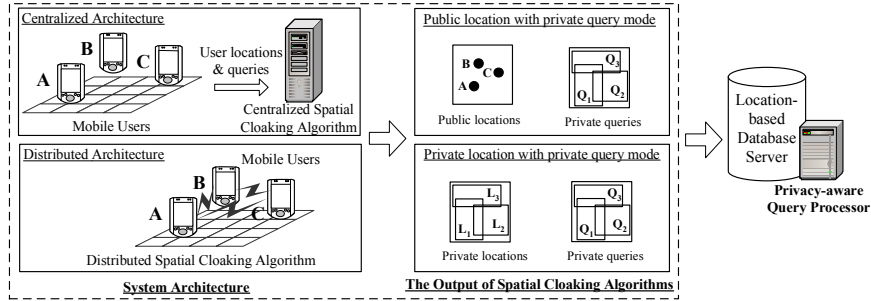 Centralized Architecture
B
C
A
User locations
& queries
Mobile Users
Centralized Spatial
Cloaking Algorithm
Distributed Architecture
Mobile Users
B
A
C
Distributed Spatial Cloaking Algorithm
System Architecture
Public location with private query mode
B
C
A
Public locations
Q3
Q1
Q2
Private queries
Private location with private query mode
L3
L1
L2
Private locations
Q3
Q1
Q2
Private queries
The Output of Spatial Cloaking Algorithms
Location-
based
Database
Server
Privacy-aware
Query Processor